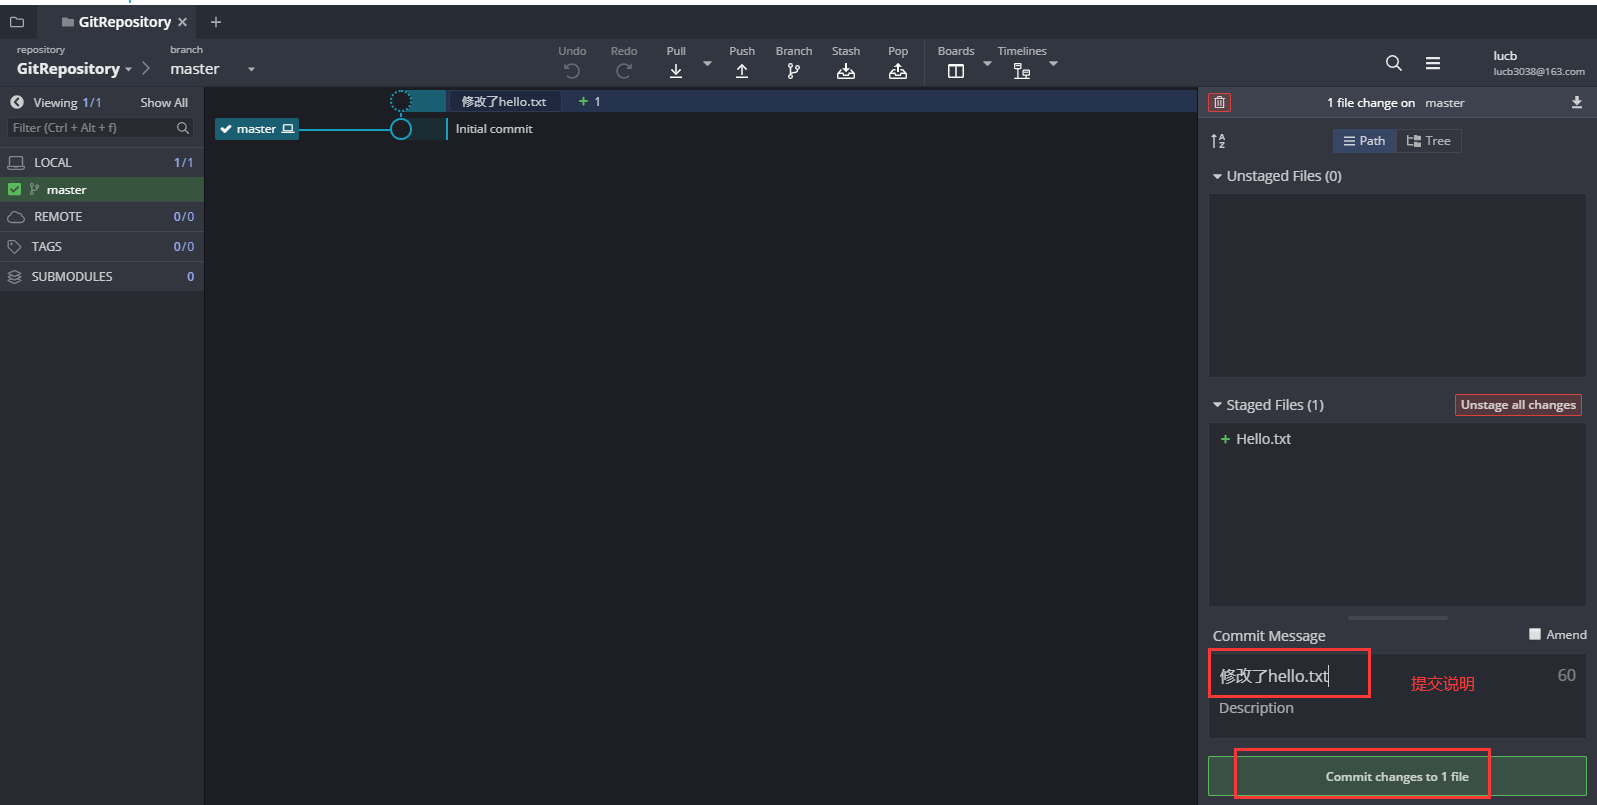 GitRepository
repository
GitRepository
branch
master
Undo
Redo
Pull
Push
Branch
Stash
Pop
Boards
Timelines
lucb
lucb3038@163.com
Viewing 1/1
Show All
Filter (Ctrl + Alt + f)
LOCAL 1/1
master
REMOTE 0/0
TAGS 0/0
SUBMODULES 0
修改了hello.txt
+ 1
master
Initial commit
1 file change on master
Path
Tree
Unstaged Files (0)
Staged Files (1)
Unstage all changes
+ Hello.txt
Commit Message
Amend
修改了hello.txt
提交说明
60
Description
Commit changes to 1 file